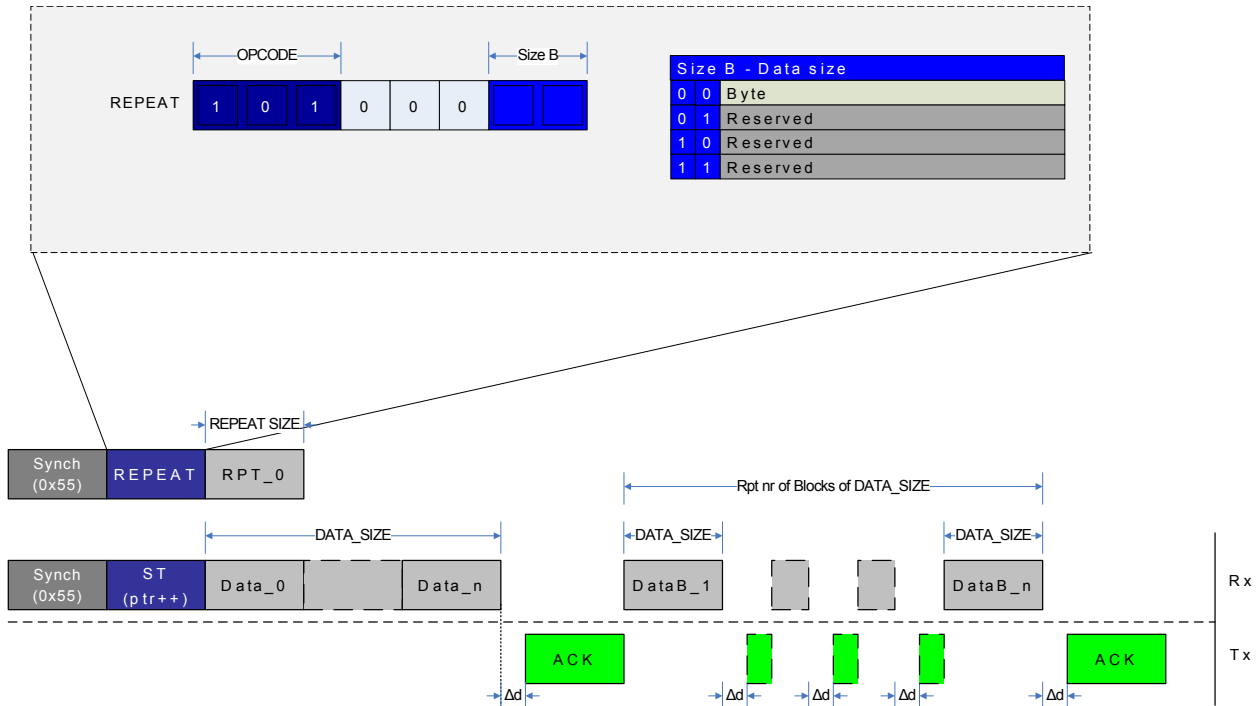 OPCODE
Size B
REPEAT
1 0 1 0 0 0
Size B - Data size
0 0 Byte
0 1 Reserved
1 0 Reserved
1 1 Reserved
REPEAT SIZE
Synch
(0x55)
REPEAT
RPT_0
Rpt nr of Blocks of DATA_SIZE
DATA_SIZE
DATA_SIZE
DATA_SIZE
Synch
(0x55)
ST
(ptr++)
Data_0
Data_n
DataB_1
DataB_n
Rx
ACK
ACK
Tx
Δd
Δd
Δd
Δd
Δd